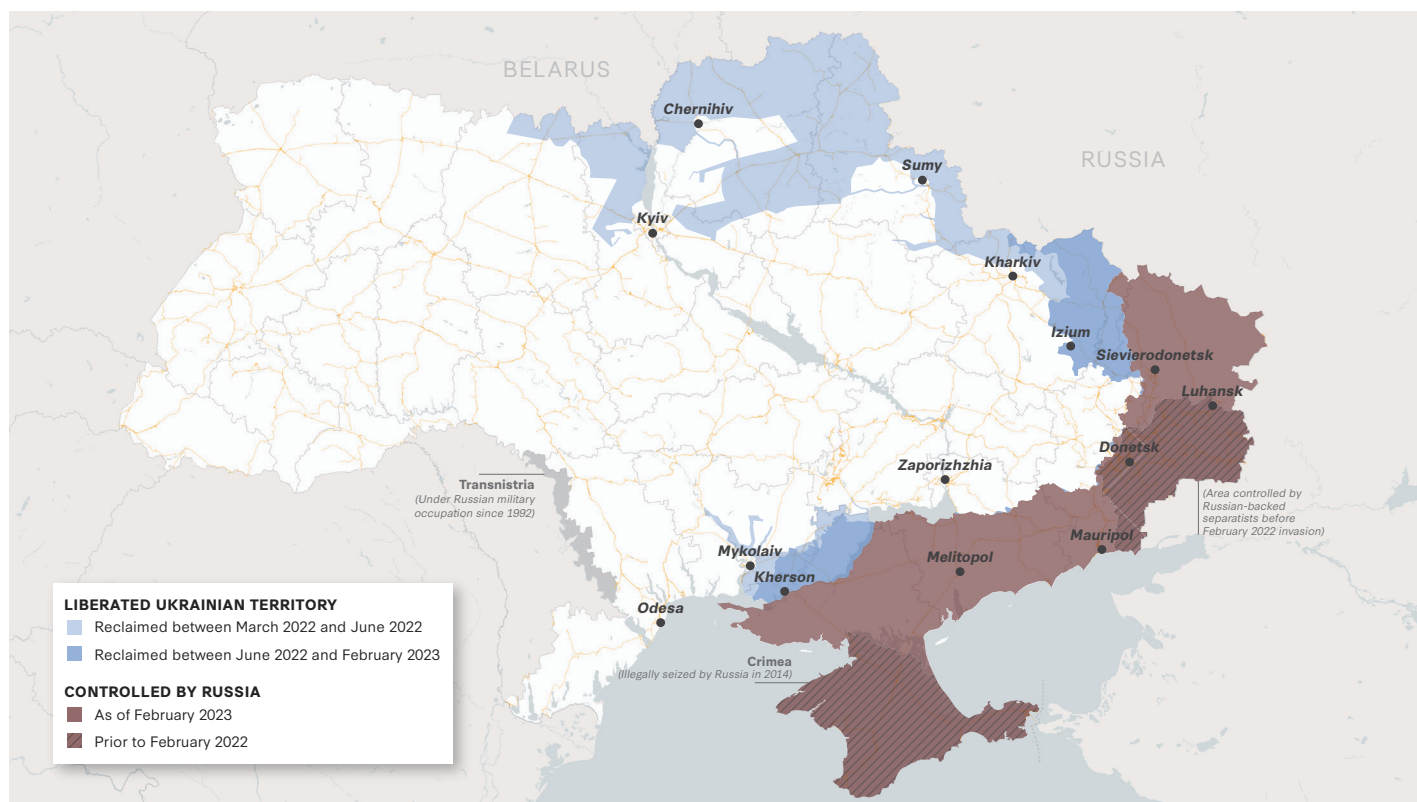 BELARUS
RUSSIA
Chernihiv
Sumy
Kyiv
Kharkiv
Izium
Sievierodonetsk
Luhansk
Donetsk
Zaporizhzhia
Transnistria
(Under Russian military
occupation since 1992)
(Area controlled by
Russian-backed
separatists before
February 2022 invasion)
Mauripol
Mykolaiv
Melitopol
Kherson
Odesa
Crimea
(Illegally seized by Russia in 2014)
LIBERATED UKRAINIAN TERRITORY
Reclaimed between March 2022 and June 2022
Reclaimed between June 2022 and February 2023
CONTROLLED BY RUSSIA
As of February 2023
Prior to February 2022